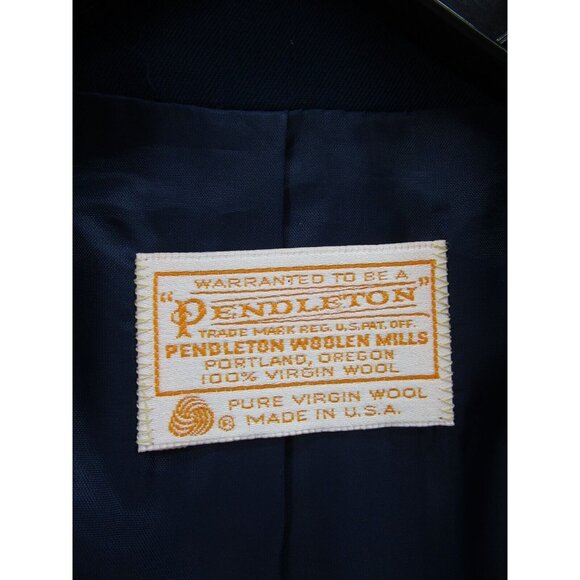 WARRANTED TO BE A
"PENDLETON"
TRADE MARK REG. U.S. PAT. OFF.
PENDLETON WOOLEN MILLS
PORTLAND, OREGON
100% VIRGIN WOOL
® PURE VIRGIN WOOL
MADE IN U.S.A.